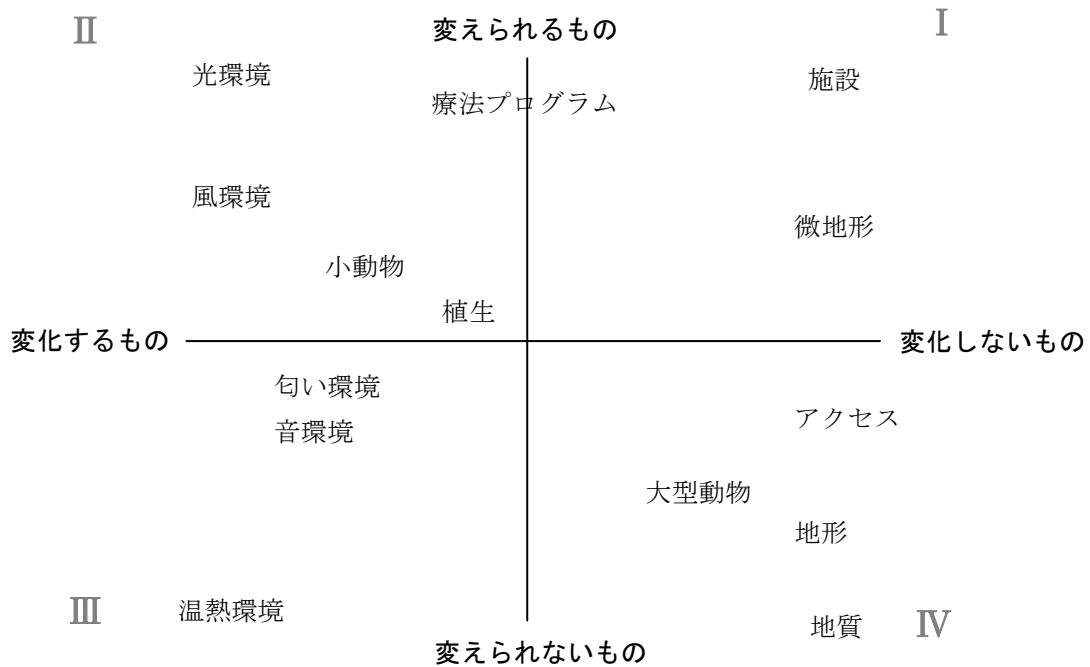 Ⅱ
変えられるもの
Ⅰ
光環境
療法プログラム
施設
風環境
微地形
小動物
植生
変化するもの
変化しないもの
匂い環境
アクセス
音環境
大型動物
地形
Ⅲ
温熱環境
地質
Ⅳ
変えられないもの